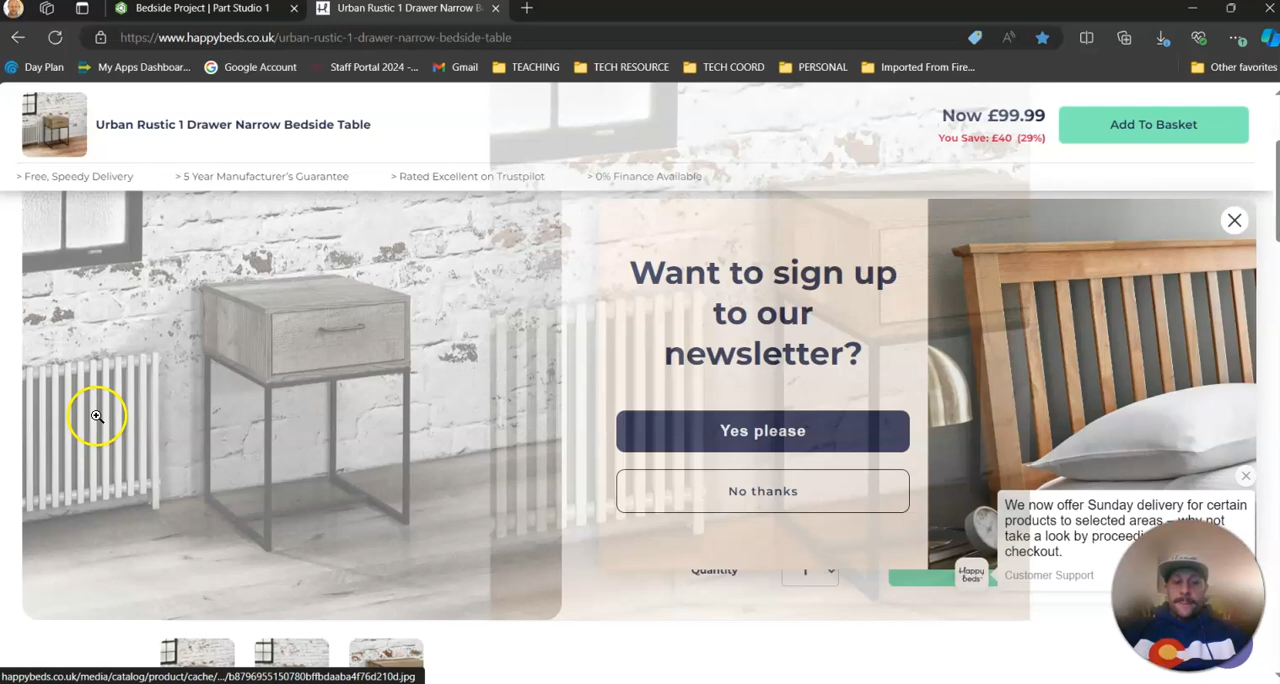 Bedside Project | Part Studio 1
Urban Rustic 1 Drawer Narrow B
https://www.happybeds.co.uk/urban-rustic-1-drawer-narrow-bedside-table
Day Plan
My Apps Dashboar...
Google Account
Staff Portal 2024 -...
Gmail
TEACHING
TECH RESOURCE
TECH COORD
PERSONAL
Imported From Fire...
Other favorites
Urban Rustic 1 Drawer Narrow Bedside Table
Now £99.99
You Save: £40 (29%)
Add To Basket
> Free, Speedy Delivery
> 5 Year Manufacturer's Guarantee
> Rated Excellent on Trustpilot
> 0% Finance Available
Want to sign up
to our
newsletter?
Yes please
No thanks
We now offer Sunday delivery for certain
products to selected areas – why not
take a look by proceedi
checkout.
Customer Support
Happy
beds
Quantity
1
happybeds.co.uk/media/catalog/product/cache/.../b8796955150780bffbdaaba4f76d210d.jpg